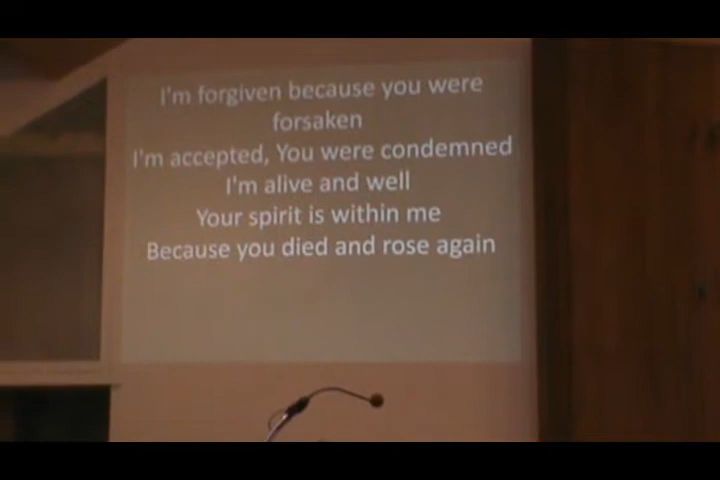 I'm forgiven because you were
forsaken
I'm accepted, You were condemned
I'm alive and well
Your spirit is within me
Because you died and rose again